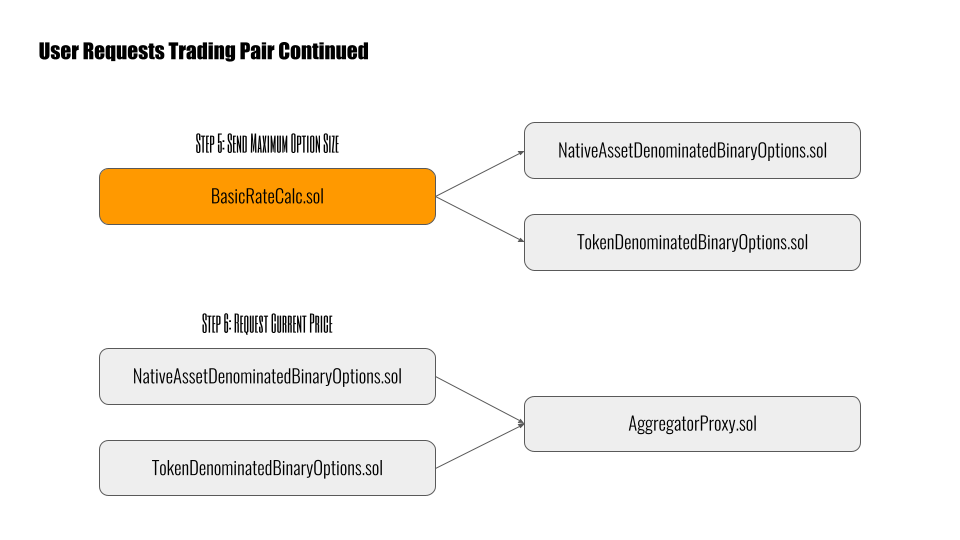 User Requests Trading Pair Continued
Step 5: Send Maximum Option Size
BasicRateCalc.sol
NativeAssetDenominatedBinaryOptions.sol
TokenDenominatedBinaryOptions.sol
Step 6: Request Current Price
NativeAssetDenominatedBinaryOptions.sol
TokenDenominatedBinaryOptions.sol
AggregatorProxy.sol